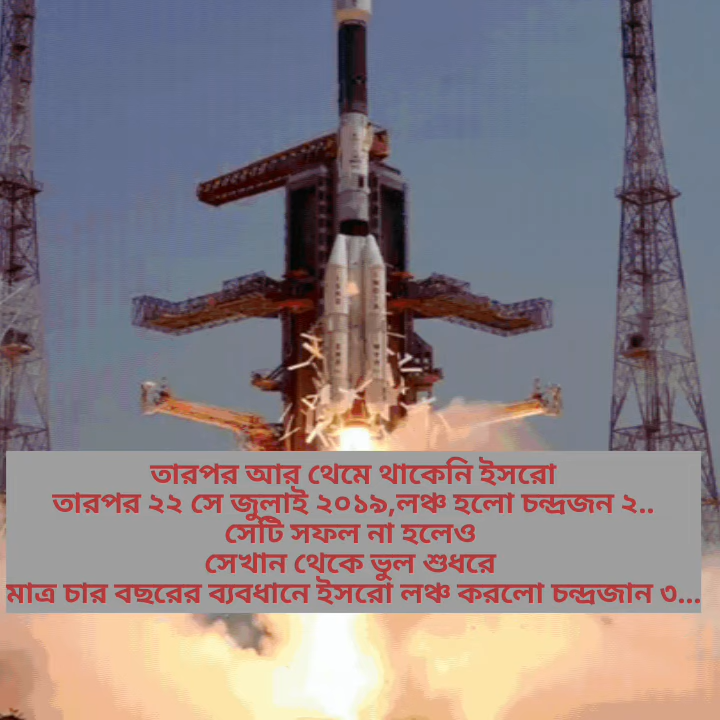 তারপর আর থেমে থাকেনি ইসরো
তারপর ২২ সে জুলাই ২০১৯,লঞ্চ হলো চন্দ্রজন ২..
সেটি সফল না হলেও
সেখান থেকে ভুল শুধরে
মাত্র চার বছরের ব্যবধানে ইসরো লঞ্চ করলো চন্দ্রজান ৩...